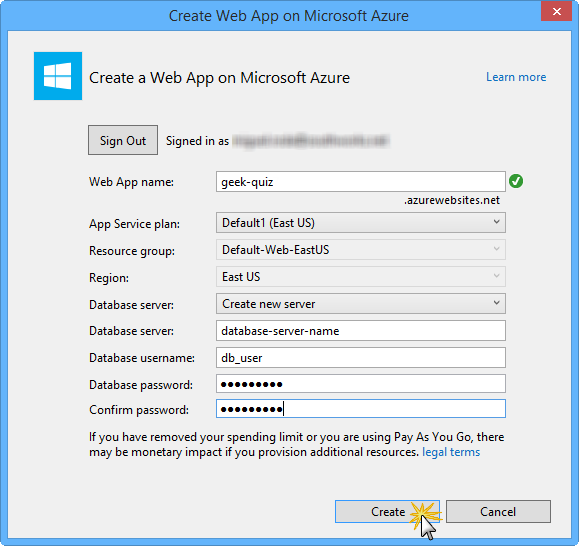 Create Web App on Microsoft Azure
Create a Web App on Microsoft Azure
Learn more
Sign Out Signed in as
Web App name: geek-quiz
.azurewebsites.net
App Service plan: Default1 (East US)
Resource group: Default-Web-EastUS
Region: East US
Database server: Create new server
Database server: database-server-name
Database username: db_user
Database password: ●●●●●●●●●
Confirm password: ●●●●●●●●●
If you have removed your spending limit or you are using Pay As You Go, there
may be monetary impact if you provision additional resources. legal terms
Create Cancel